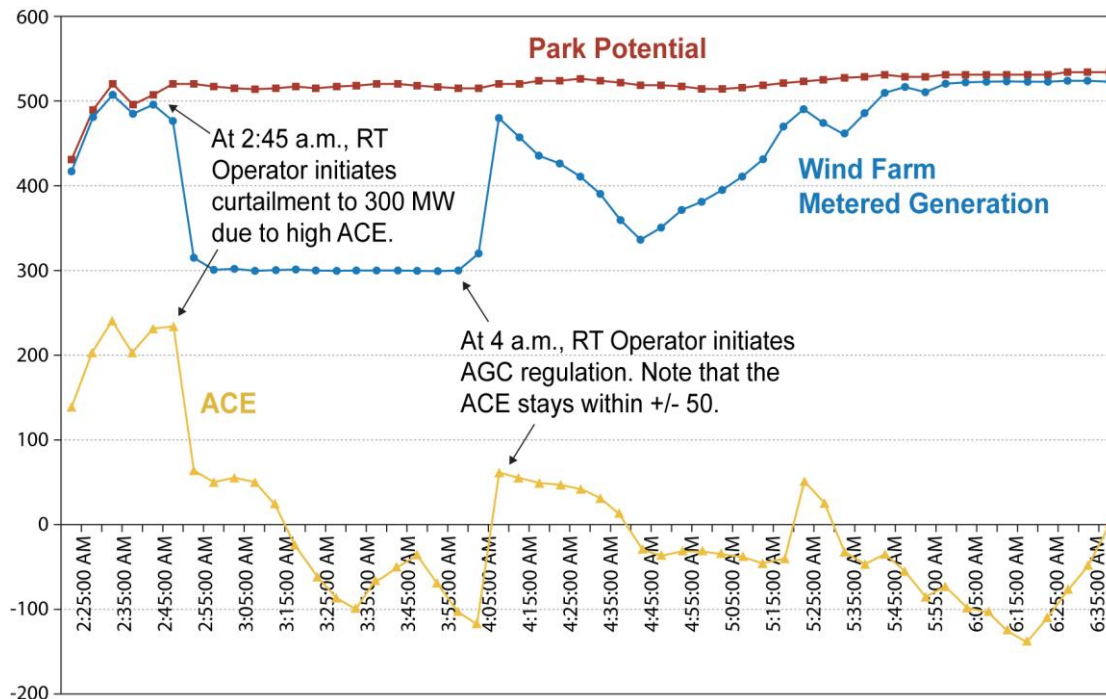 600
500
400
300
200
100
0
-100
-200
Park Potential
At 2:45 a.m., RT
Operator initiates
curtailment to 300 MW
due to high ACE.
Wind Farm
Metered Generation
At 4 a.m., RT Operator initiates
AGC regulation. Note that the
ACE stays within +/- 50.
ACE
2:25:00 AM
2:35:00 AM
2:45:00 AM
2:55:00 AM
3:05:00 AM
3:15:00 AM
3:25:00 AM
3:35:00 AM
3:45:00 AM
3:55:00 AM
4:05:00 AM
4:15:00 AM
4:25:00 AM
4:35:00 AM
4:45:00 AM
4:55:00 AM
5:05:00 AM
5:15:00 AM
5:25:00 AM
5:35:00 AM
5:45:00 AM
5:55:00 AM
6:05:00 AM
6:15:00 AM
6:25:00 AM
6:35:00 AM